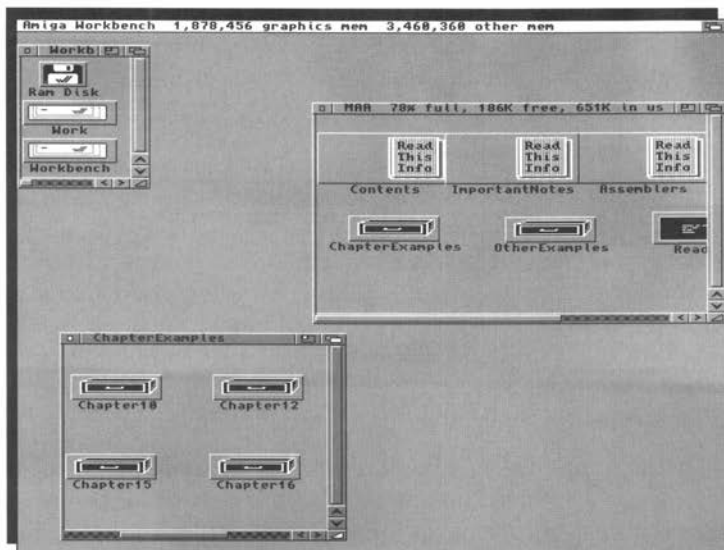 Amiga Workbench 1,878,456 graphics mem 3,460,360 other mem
Workb
Ram Disk
Work
Workbench
MAA 78% full, 186K free, 651K in us
Read This Info
Read This Info
Read This Info
Contents
ImportantNotes
Assemblers
ChapterExamples
OtherExamples
Read
ChapterExamples
Chapter10
Chapter12
Chapter15
Chapter16